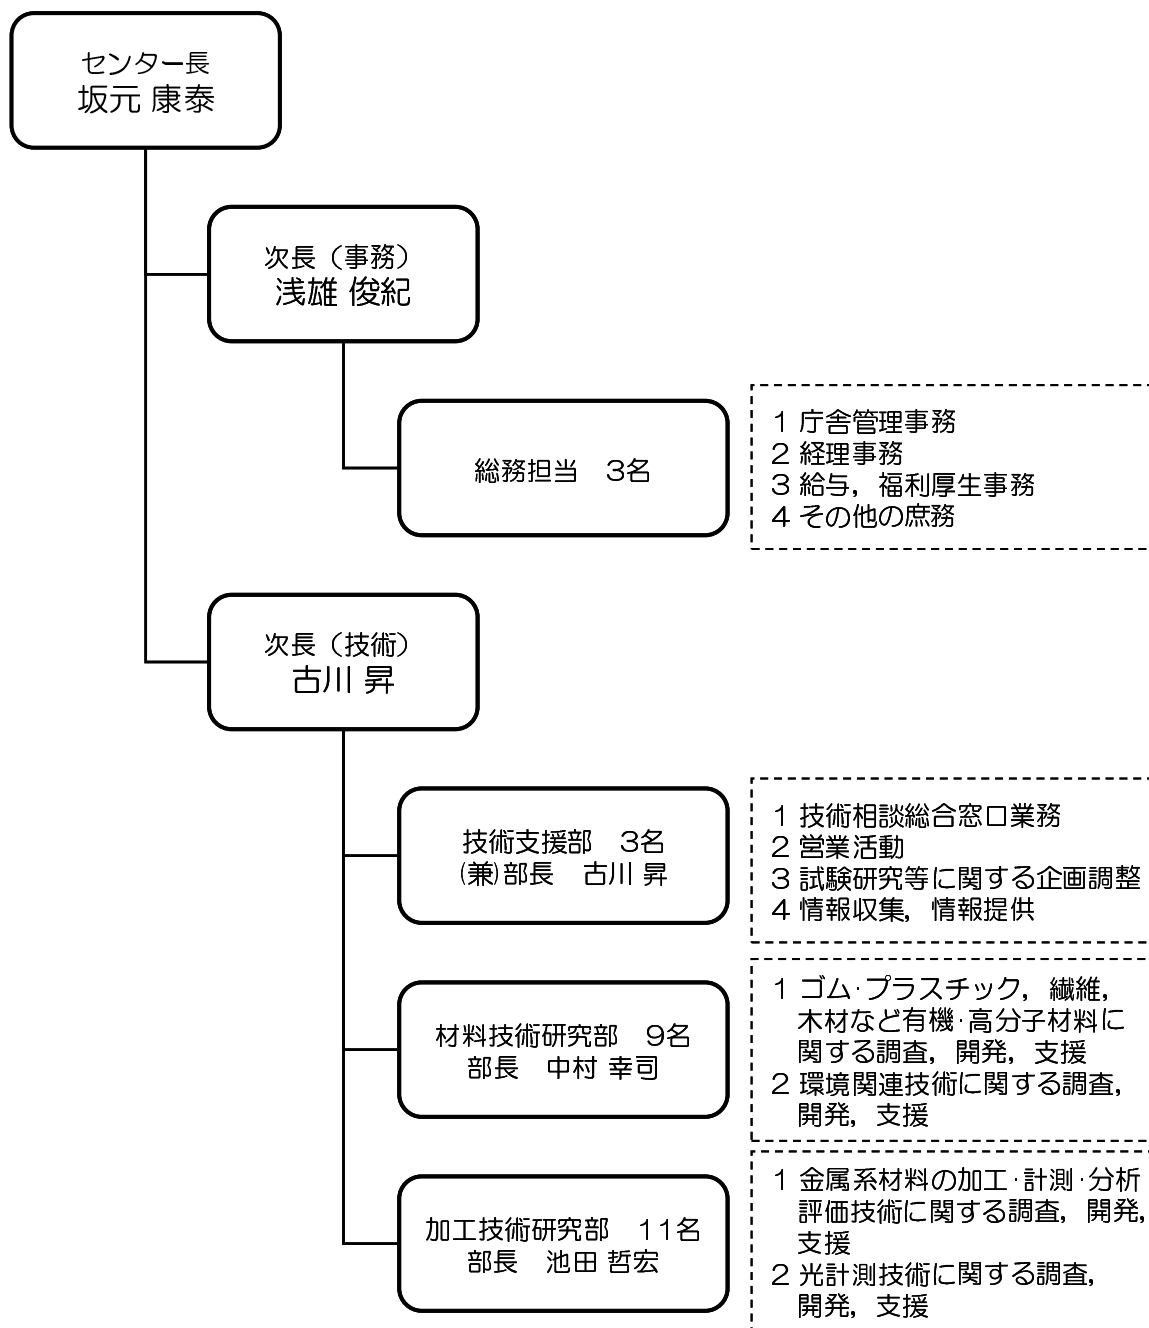 センター長
坂元 康泰
次長（事務）
浅雄 俊紀
総務担当　3名
1 庁舎管理事務
2 経理事務
3 給与，福利厚生事務
4 その他の庶務
次長（技術）
古川 昇
技術支援部　3名
(兼)部長　古川 昇
1 技術相談総合窓口業務
2 営業活動
3 試験研究等に関する企画調整
4 情報収集，情報提供
材料技術研究部　9名
部長　中村 幸司
1 ゴム・プラスチック，繊維，
木材など有機・高分子材料に
関する調査，開発，支援
2 環境関連技術に関する調査，
開発，支援
加工技術研究部　11名
部長　池田 哲宏
1 金属系材料の加工・計測・分析
評価技術に関する調査，開発，
支援
2 光計測技術に関する調査，
開発，支援